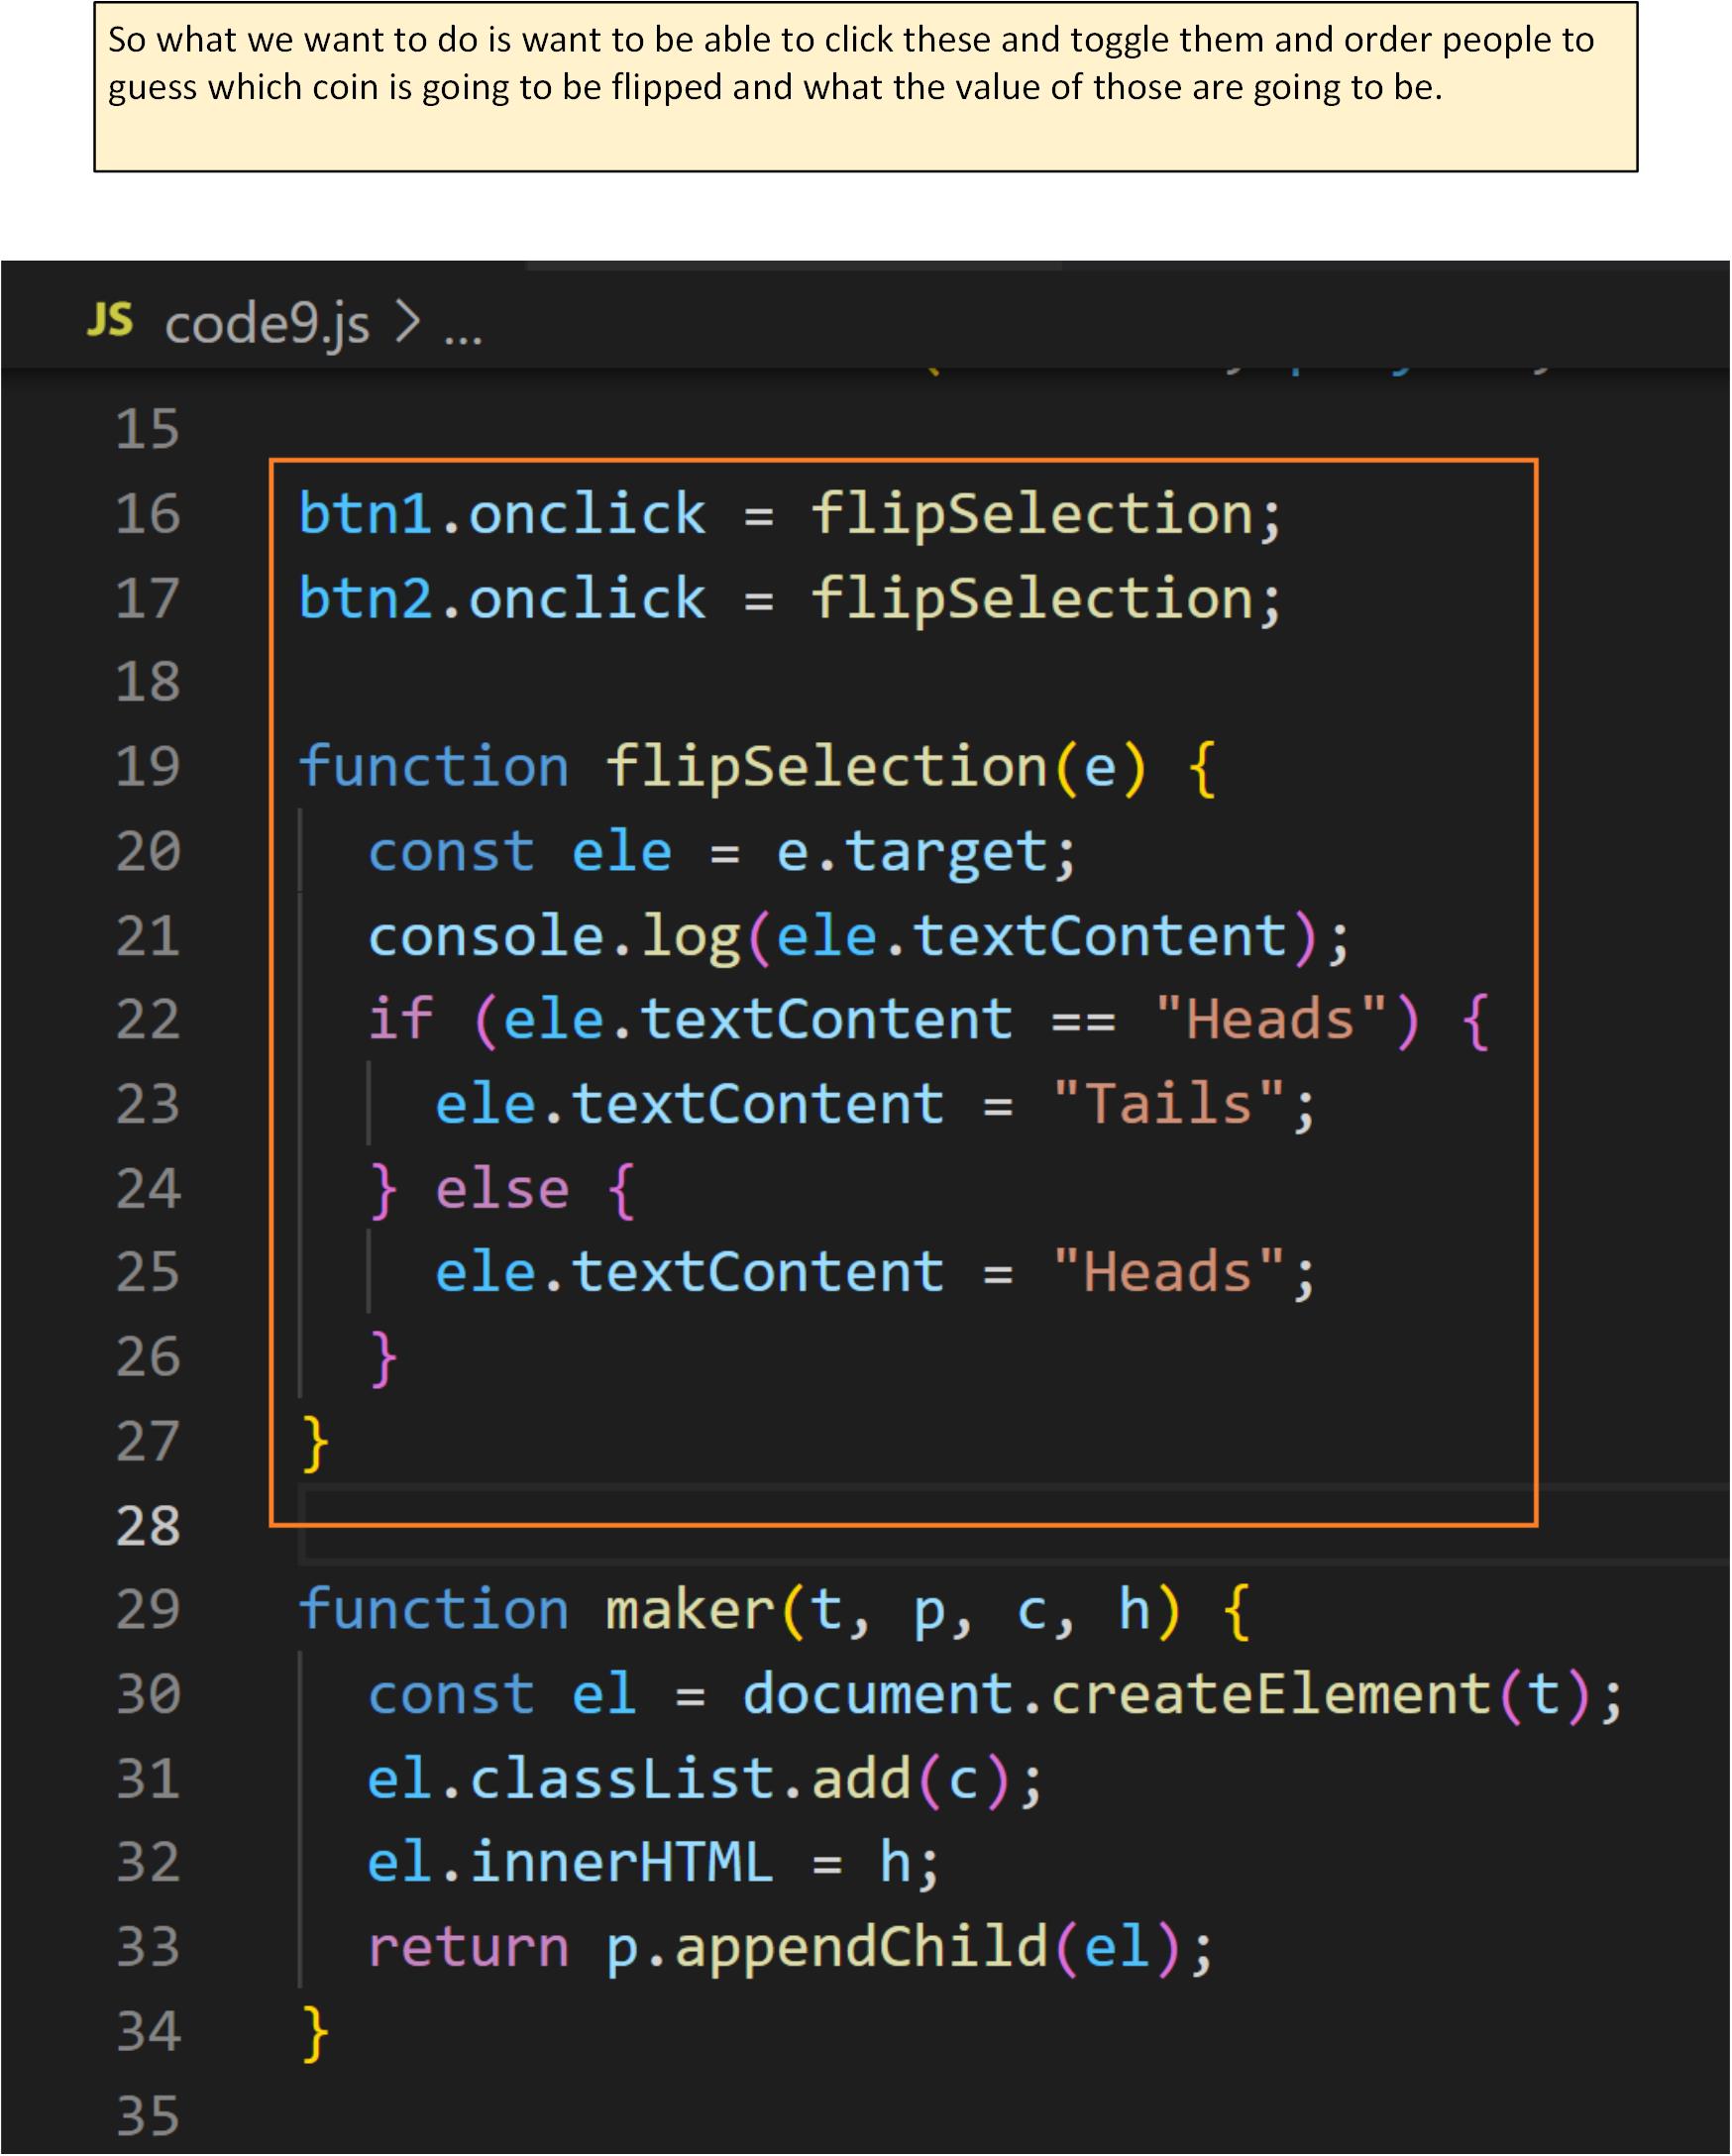 So what we want to do is want to be able to click these and toggle them and order people to
guess which coin is going to be flipped and what the value of those are going to be.
JS code9.js > ...
15
16 btn1.onclick = flipSelection;
17 btn2.onclick = flipSelection;
18
19 function flipSelection(e) {
20 const ele = e.target;
21 console.log(ele.textContent);
22 if (ele.textContent == "Heads") {
23 ele.textContent = "Tails";
24 } else {
25 ele.textContent = "Heads";
26 }
27 }
28
29 function maker(t, p, c, h) {
30 const el = document.createElement(t);
31 el.classList.add(c);
32 el.innerHTML = h;
33 return p.appendChild(el);
34 }
35